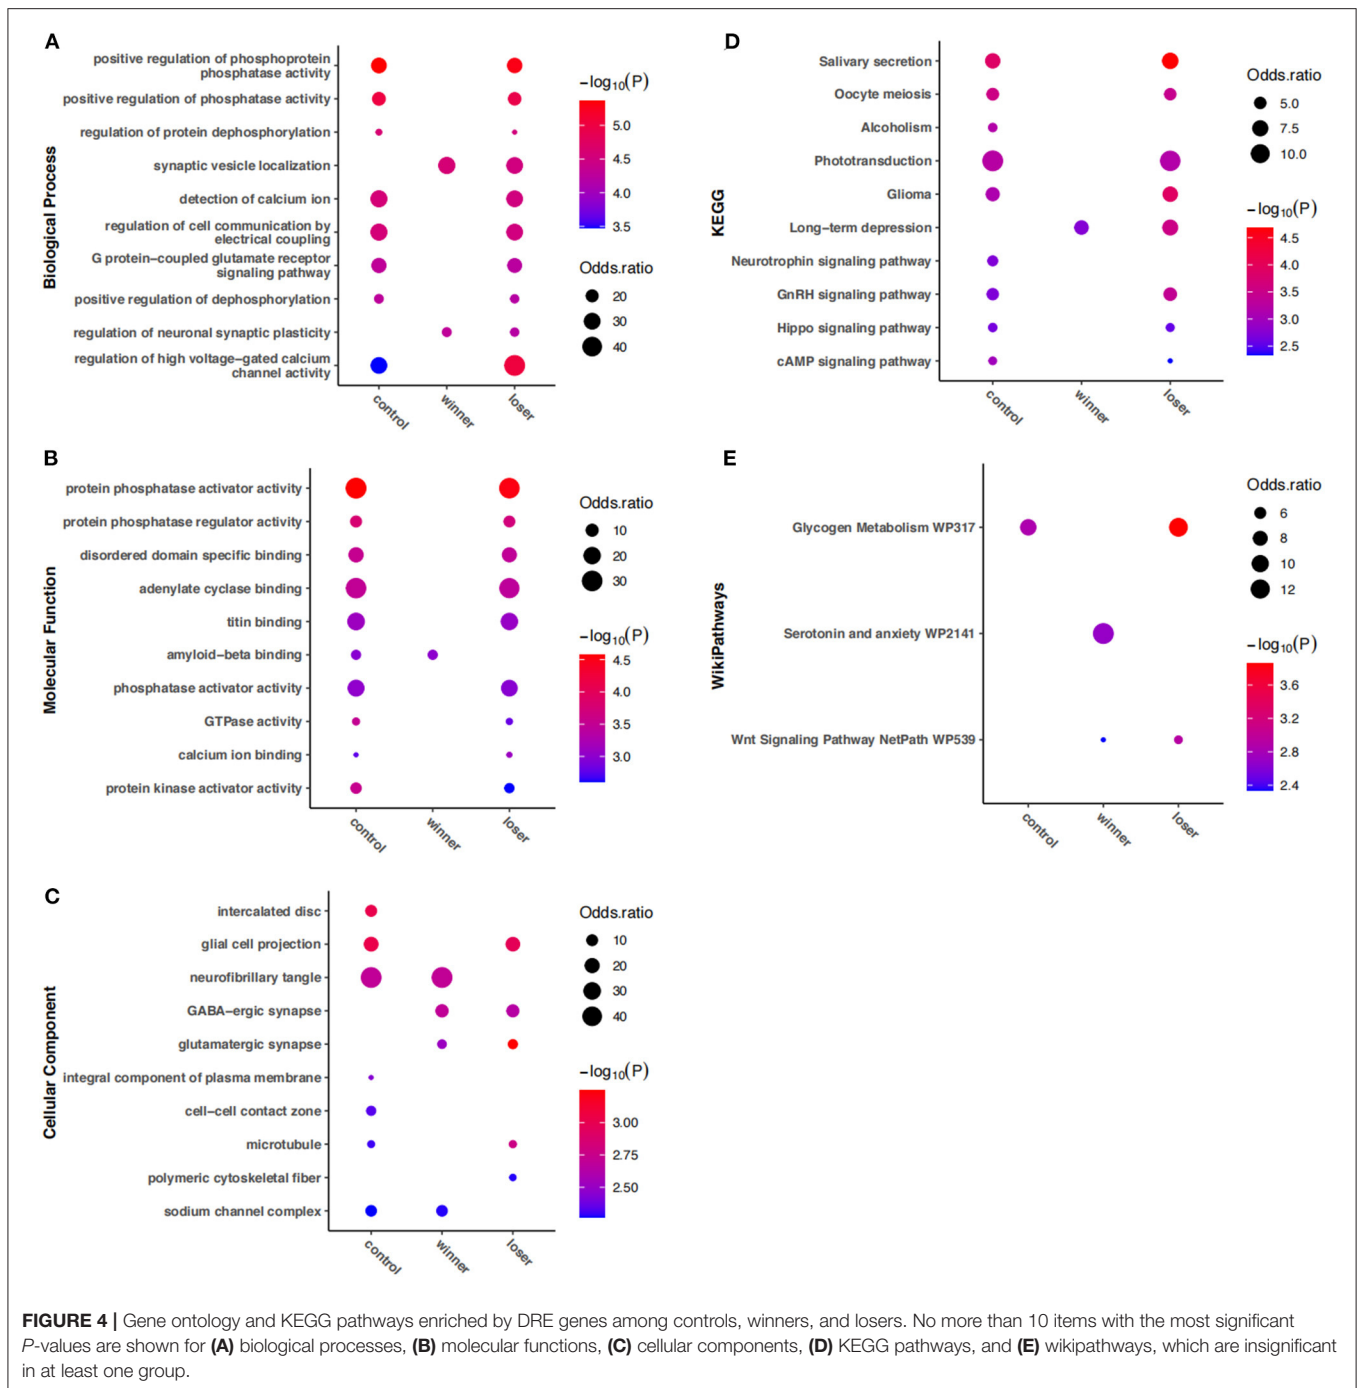 A
positive regulation of phosphoprotein
phosphatase activity
positive regulation of phosphatase activity
regulation of protein dephosphorylation
synaptic vesicle localization
detection of calcium ion
regulation of cell communication by
electrical coupling
G protein−coupled glutamate receptor
signaling pathway
positive regulation of dephosphorylation
regulation of neuronal synaptic plasticity
regulation of high voltage−gated calcium
channel activity
Biological Process
control
winner
loser
−log10(P)
5.0
4.5
4.0
3.5
Odds.ratio
20
30
40
B
protein phosphatase activator activity
protein phosphatase regulator activity
disordered domain specific binding
adenylate cyclase binding
titin binding
amyloid−beta binding
phosphatase activator activity
GTPase activity
calcium ion binding
protein kinase activator activity
Molecular Function
control
winner
loser
Odds.ratio
10
20
30
−log10(P)
4.5
4.0
3.5
3.0
C
intercalated disc
glial cell projection
neurofibrillary tangle
GABA−ergic synapse
glutamatergic synapse
integral component of plasma membrane
cell−cell contact zone
microtubule
polymeric cytoskeletal fiber
sodium channel complex
Cellular Component
control
winner
loser
Odds.ratio
10
20
30
40
−log10(P)
3.00
2.75
2.50
D
Salivary secretion
Oocyte meiosis
Alcoholism
Phototransduction
Glioma
Long−term depression
Neurotrophin signaling pathway
GnRH signaling pathway
Hippo signaling pathway
cAMP signaling pathway
KEGG
control
winner
loser
Odds.ratio
5.0
7.5
10.0
−log10(P)
4.5
4.0
3.5
3.0
2.5
E
Glycogen Metabolism WP317
Serotonin and anxiety WP2141
Wnt Signaling Pathway NetPath WP539
WikiPathways
control
winner
loser
Odds.ratio
6
8
10
12
−log10(P)
3.6
3.2
2.8
2.4
FIGURE 4 | Gene ontology and KEGG pathways enriched by DRE genes among controls, winners, and losers. No more than 10 items with the most significant
P-values are shown for (A) biological processes, (B) molecular functions, (C) cellular components, (D) KEGG pathways, and (E) wikipathways, which are insignificant
in at least one group.